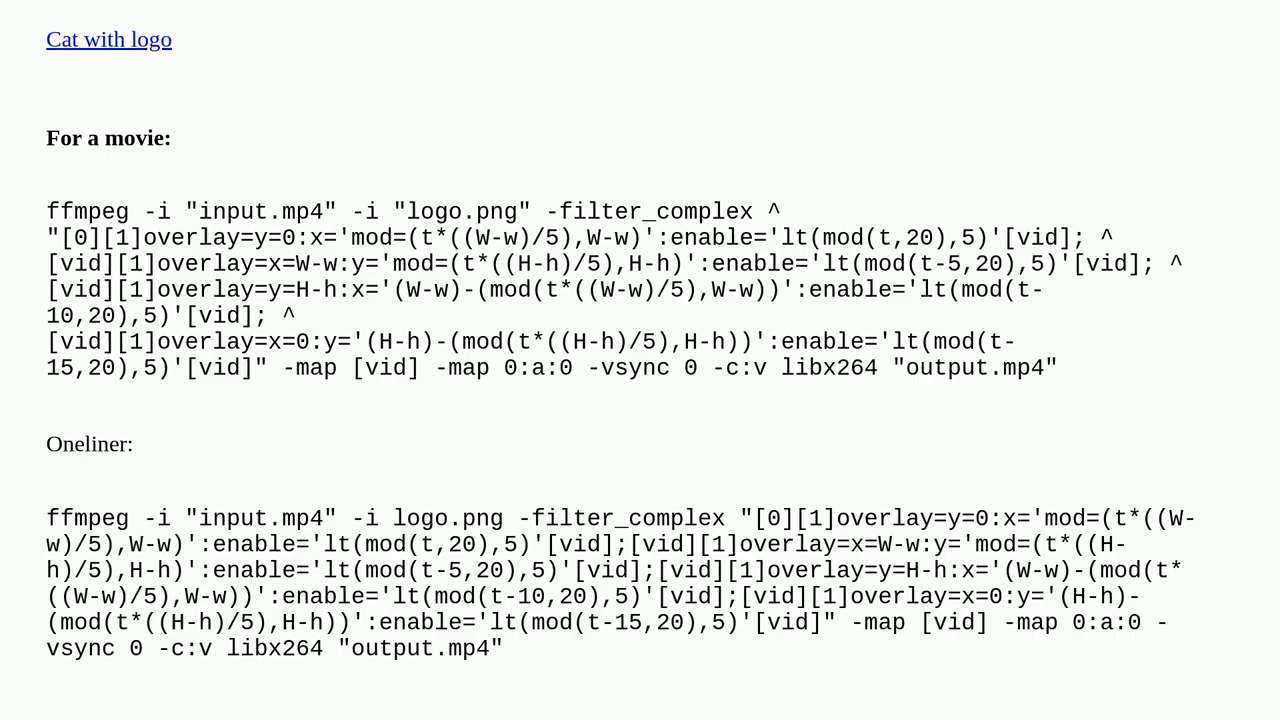 Cat with logo
For a movie:
ffmpeg -i "input.mp4" -i "logo.png" -filter_complex ^
"[0][1]overlay=y=0:x='mod=(t*((W-w)/5),W-w)':enable='lt(mod(t,20),5)'[vid]; ^
[vid][1]overlay=x=W-w:y='mod=(t*((H-h)/5),H-h)':enable='lt(mod(t-5,20),5)'[vid]; ^
[vid][1]overlay=y=H-h:x='(W-w)-(mod(t*((W-w)/5),W-w))':enable='lt(mod(t-
10,20),5)'[vid]; ^
[vid][1]overlay=x=0:y='(H-h)-(mod(t*((H-h)/5),H-h))':enable='lt(mod(t-
15,20),5)'[vid]" -map [vid] -map 0:a:0 -vsync 0 -c:v libx264 "output.mp4"
Oneliner:
ffmpeg -i "input.mp4" -i logo.png -filter_complex "[0][1]overlay=y=0:x='mod=(t*((W-
w)/5),W-w)':enable='lt(mod(t,20),5)'[vid];[vid][1]overlay=x=W-w:y='mod=(t*((H-
h)/5),H-h)':enable='lt(mod(t-5,20),5)'[vid];[vid][1]overlay=y=H-h:x='(W-w)-(mod(t*
((W-w)/5),W-w))':enable='lt(mod(t-10,20),5)'[vid];[vid][1]overlay=x=0:y='(H-h)-
(mod(t*((H-h)/5),H-h))':enable='lt(mod(t-15,20),5)'[vid]" -map [vid] -map 0:a:0 -
vsync 0 -c:v libx264 "output.mp4"